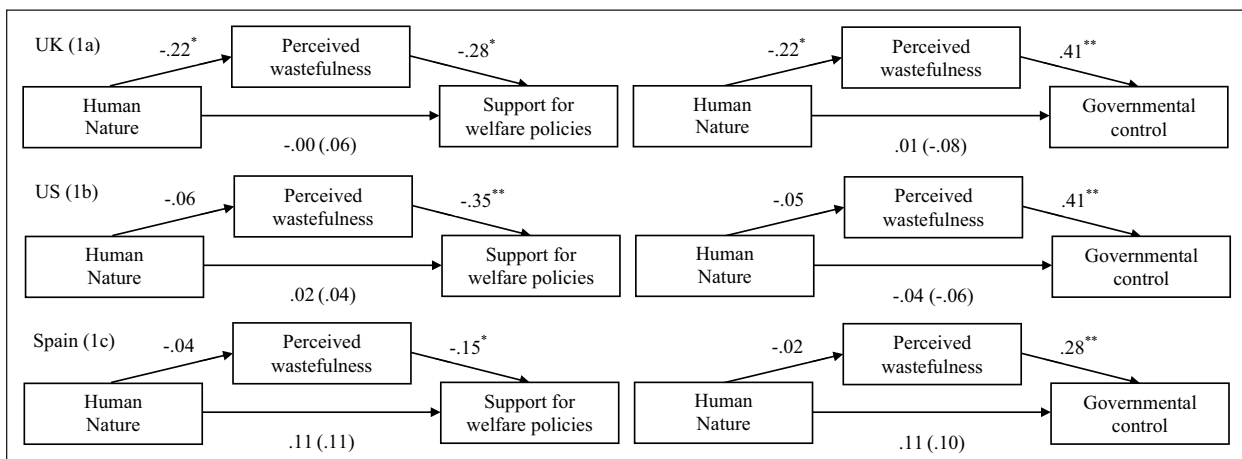 UK (1a)
-.22*
Perceived
wastefulness
-.28*
Human
Nature
Support for
welfare policies
-.00 (.06)
-.22*
Perceived
wastefulness
.41**
Human
Nature
Governmental
control
.01 (-.08)
US (1b)
-.06
Perceived
wastefulness
-.35**
Human
Nature
Support for
welfare policies
.02 (.04)
-.05
Perceived
wastefulness
.41**
Human
Nature
Governmental
control
-.04 (-.06)
Spain (1c)
-.04
Perceived
wastefulness
-.15*
Human
Nature
Support for
welfare policies
.11 (.11)
-.02
Perceived
wastefulness
.28**
Human
Nature
Governmental
control
.11 (.10)